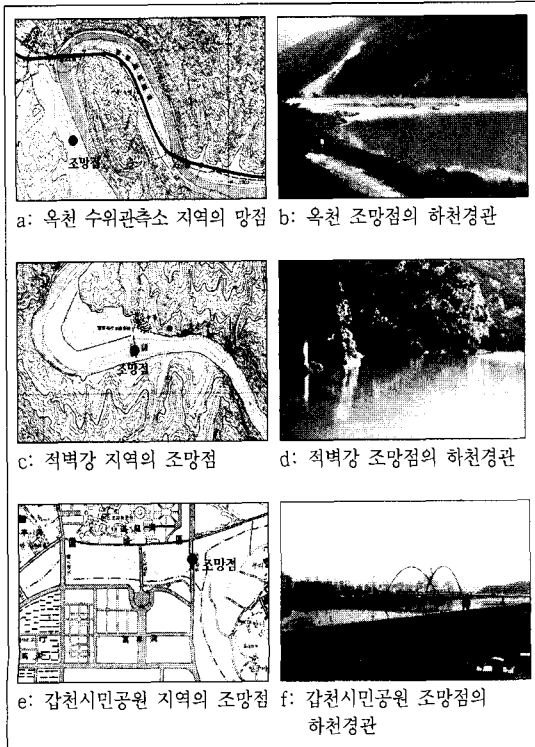 조망점
a: 옥천 수위관측소 지역의 망점
b: 옥천 조망점의 하천경관
조망점
c: 적벽강 지역의 조망점
d: 적벽강 조망점의 하천경관
조망점
e: 갑천시민공원 지역의 조망점
f: 갑천시민공원 조망점의
하천경관